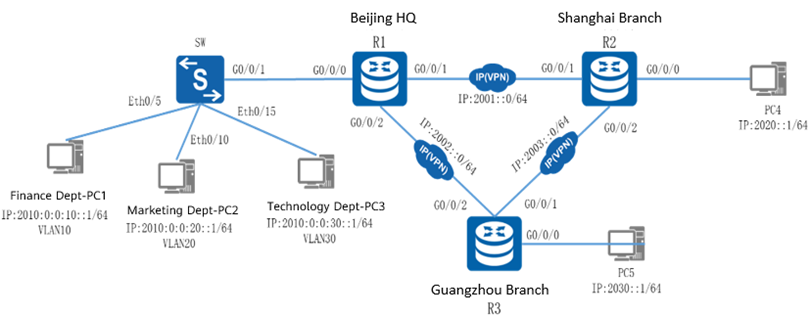 Beijing HQ
Shanghai Branch
SW
R1
R2
G0/0/1
G0/0/0
G0/0/1
IP(VPN)
G0/0/1
G0/0/0
IP:2001::0/64
PC4
IP:2020::1/64
Eth0/5
Eth0/15
Eth0/10
G0/0/2
G0/0/2
IP:2002::0/64
IP(VPN)
IP:2003::0/64
IP(VPN)
Finance Dept-PC1
IP:2010:0:0:10::1/64
VLAN10
Marketing Dept-PC2
IP:2010:0:0:20::1/64
VLAN20
Technology Dept-PC3
IP:2010:0:0:30::1/64
VLAN30
G0/0/2
G0/0/1
G0/0/0
PC5
IP:2030::1/64
Guangzhou Branch
R3
S